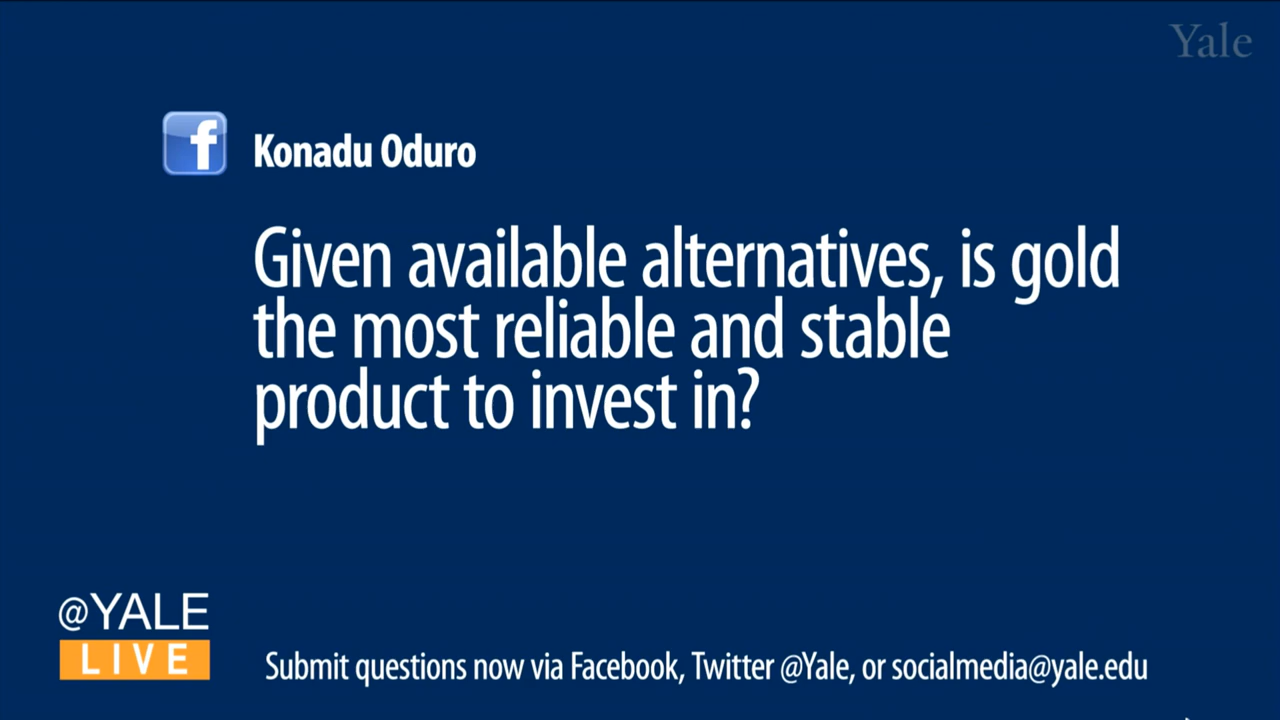 Yale
f
Konadu Oduro
Given available alternatives, is gold
the most reliable and stable
product to invest in?
@YALE
LIVE
Submit questions now via Facebook, Twitter @Yale, or socialmedia@yale.edu